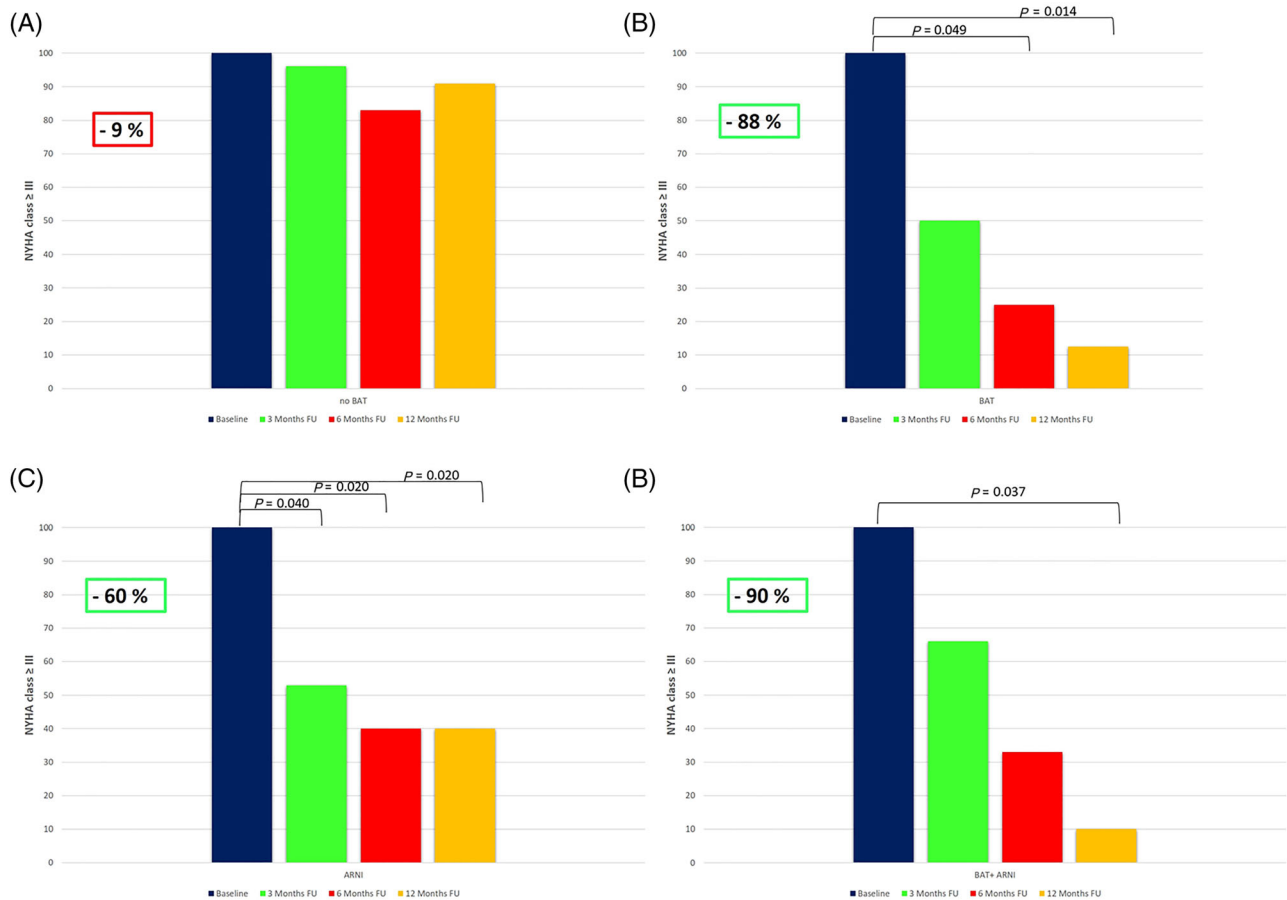 (A)
- 9 %
NYHA class ≥ III
100
90
80
70
60
50
40
30
20
10
0
no BAT
Baseline 3 Months FU 6 Months FU 12 Months FU
(B)
P = 0.014
P = 0.049
- 88 %
NYHA class ≥ III
100
90
80
70
60
50
40
30
20
10
0
BAT
Baseline 3 Months FU 6 Months FU 12 Months FU
(C)
P = 0.020
P = 0.020
P = 0.040
- 60 %
NYHA class ≥ III
100
90
80
70
60
50
40
30
20
10
0
ARNI
Baseline 3 Months FU 6 Months FU 12 Months FU
(B)
P = 0.037
- 90 %
NYHA class ≥ III
100
90
80
70
60
50
40
30
20
10
0
BAT+ ARNI
Baseline 3 Months FU 6 Months FU 12 Months FU